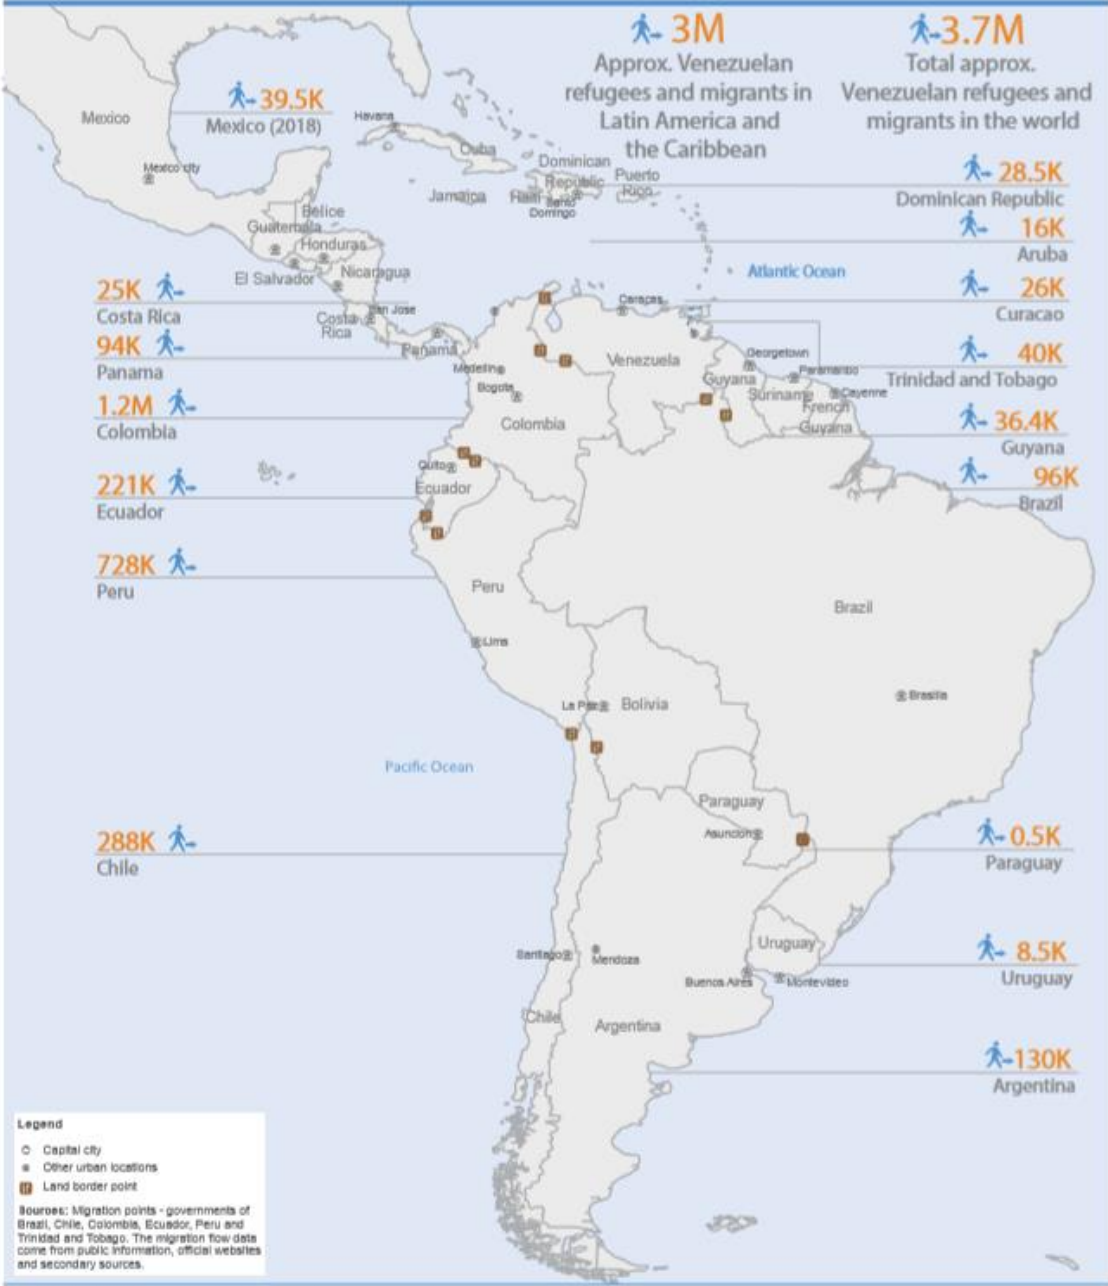 3M
Approx. Venezuelan
refugees and migrants in
Latin America and
the Caribbean
3.7M
Total approx.
Venezuelan refugees and
migrants in the world
39.5K
Mexico (2018)
28.5K
Dominican Republic
16K
Aruba
26K
Curacao
40K
Trinidad and Tobago
36.4K
Guyana
96K
Brazil
25K
Costa Rica
94K
Panama
1.2M
Colombia
221K
Ecuador
728K
Peru
288K
Chile
0.5K
Paraguay
8.5K
Uruguay
130K
Argentina
Mexico
Mexico city
Havana
Cuba
Jamaica
Haiti
Dominican
Republic
Santo
Domingo
Puerto
Rico
Belice
Guatemala
Honduras
El Salvador
Nicaragua
San Jose
Costa
Rica
Panama
Atlantic Ocean
Caracas
Venezuela
Medellin
Bogota
Colombia
Georgetown
Guyana
Paramaribo
Suriname
Cayenne
French
Guyana
Quito
Ecuador
Peru
Lima
Brazil
Brasilia
La Paz
Bolivia
Pacific Ocean
Paraguay
Asuncion
Uruguay
Santiago
Mendoza
Buenos Aires
Montevideo
Chile
Argentina
Legend
Capital city
Other urban locations
Land border point
Sources: Migration points - governments of
Brazil, Chile, Colombia, Ecuador, Peru and
Trinidad and Tobago. The migration flow data
come from public information, official websites
and secondary sources.